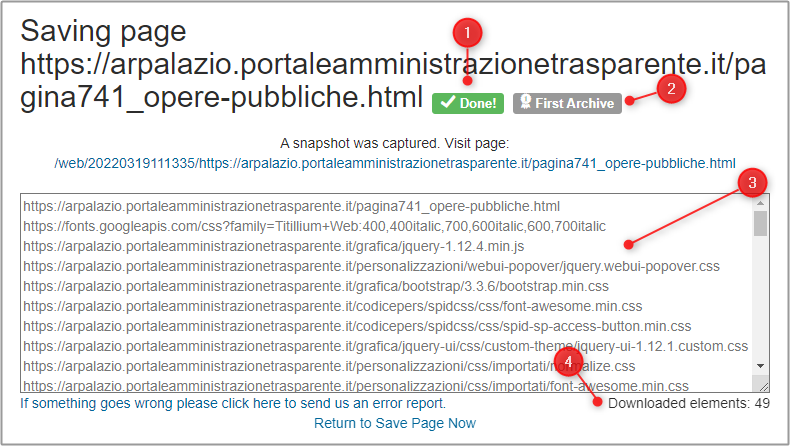 Saving page
https://arpalazio.portaleamministrazionetrasparente.it/pa
gina741_opere-pubbliche.html Done! First Archive
1
2
A snapshot was captured. Visit page:
/web/20220319111335/https://arpalazio.portaleamministrazionetrasparente.it/pagina741_opere-pubbliche.html
3
https://arpalazio.portaleamministrazionetrasparente.it/pagina741_opere-pubbliche.html
https://fonts.googleapis.com/css?family=Titillium+Web:400,400italic,700,600italic,600,700italic
https://arpalazio.portaleamministrazionetrasparente.it/grafica/jquery-1.12.4.min.js
https://arpalazio.portaleamministrazionetrasparente.it/personalizzazioni/webui-popover/jquery.webui-popover.css
https://arpalazio.portaleamministrazionetrasparente.it/grafica/bootstrap/3.3.6/bootstrap.min.css
https://arpalazio.portaleamministrazionetrasparente.it/codicepers/spidcss/css/font-awesome.min.css
https://arpalazio.portaleamministrazionetrasparente.it/codicepers/spidcss/css/spid-sp-access-button.min.css
https://arpalazio.portaleamministrazionetrasparente.it/grafica/jquery-ui/css/custom-theme/jquery-ui-1.12.1.custom.css
https://arpalazio.portaleamministrazionetrasparente.it/personalizzazioni/css/importati/normalize.css
https://arpalazio.portaleamministrazionetrasparente.it/personalizzazioni/css/importati/font-awesome.min.css
4
If something goes wrong please click here to send us an error report. Downloaded elements: 49
Return to Save Page Now